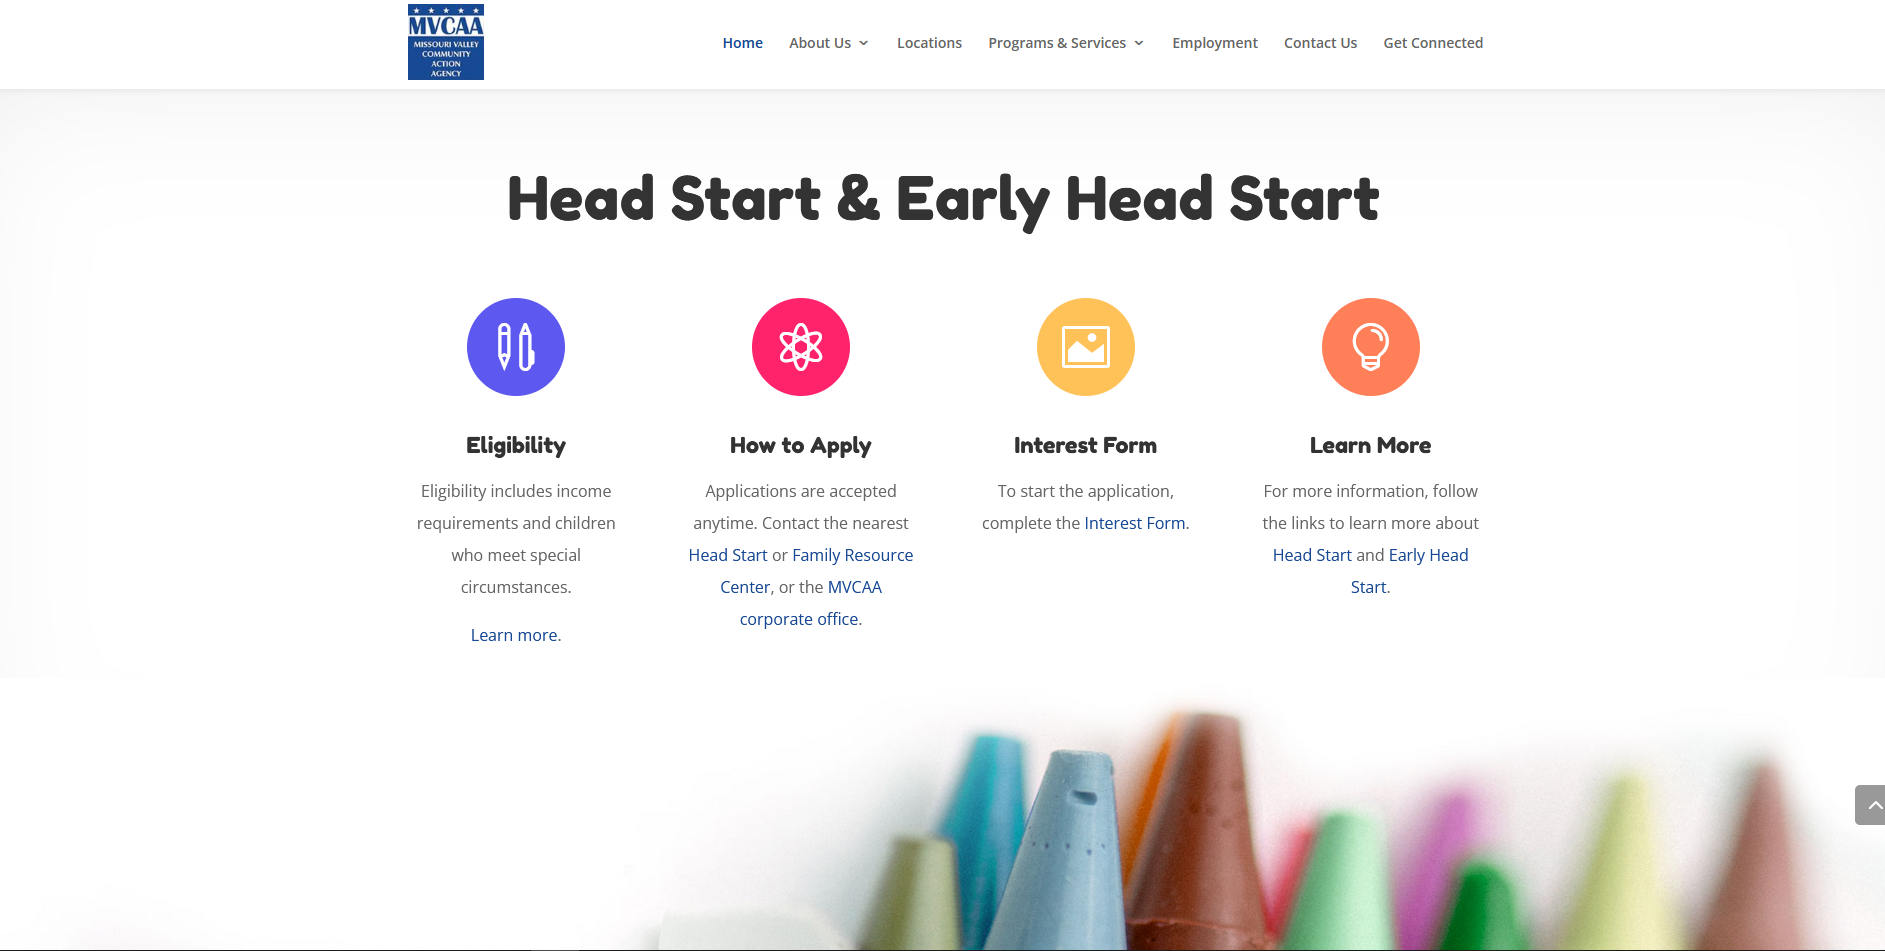 MVCAA
MISSOURI VALLEY
COMMUNITY
ACTION
AGENCY
Home About Us Locations Programs & Services Employment Contact Us Get Connected
Head Start & Early Head Start
Eligibility
Eligibility includes income
requirements and children
who meet special
circumstances.
Learn more.
How to Apply
Applications are accepted
anytime. Contact the nearest
Head Start or Family Resource
Center, or the MVCAA
corporate office.
Interest Form
To start the application,
complete the Interest Form.
Learn More
For more information, follow
the links to learn more about
Head Start and Early Head
Start.